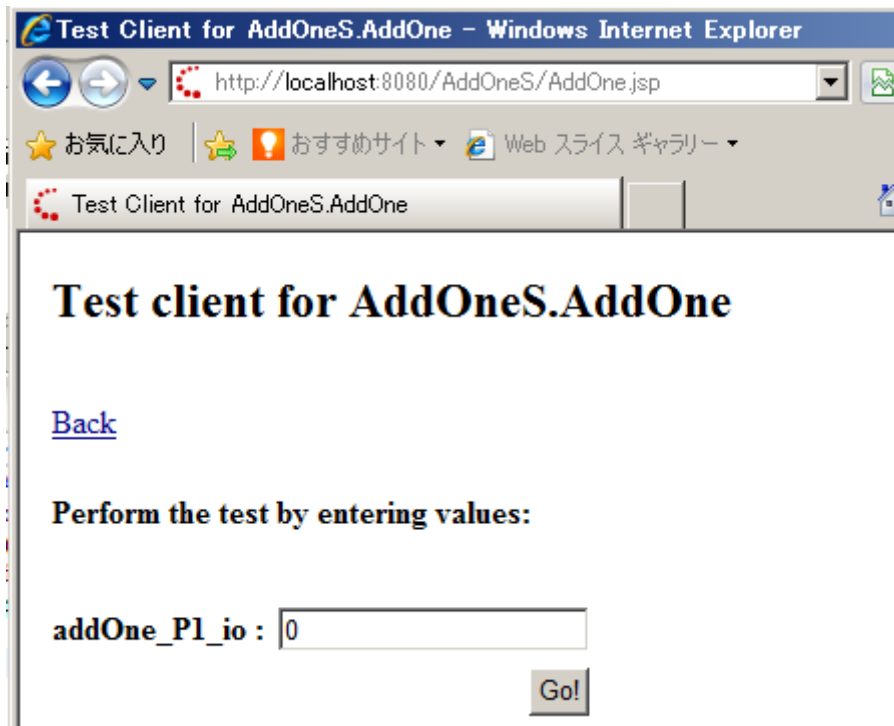 Test Client for AddOneS.AddOne - Windows Internet Explorer
http://localhost:8080/AddOneS/AddOne.jsp
お気に入り おすすめサイト Web スライス ギャラリー
Test Client for AddOneS.AddOne
Test client for AddOneS.AddOne
Back
Perform the test by entering values:
addOne_P1_io : 0
Go!